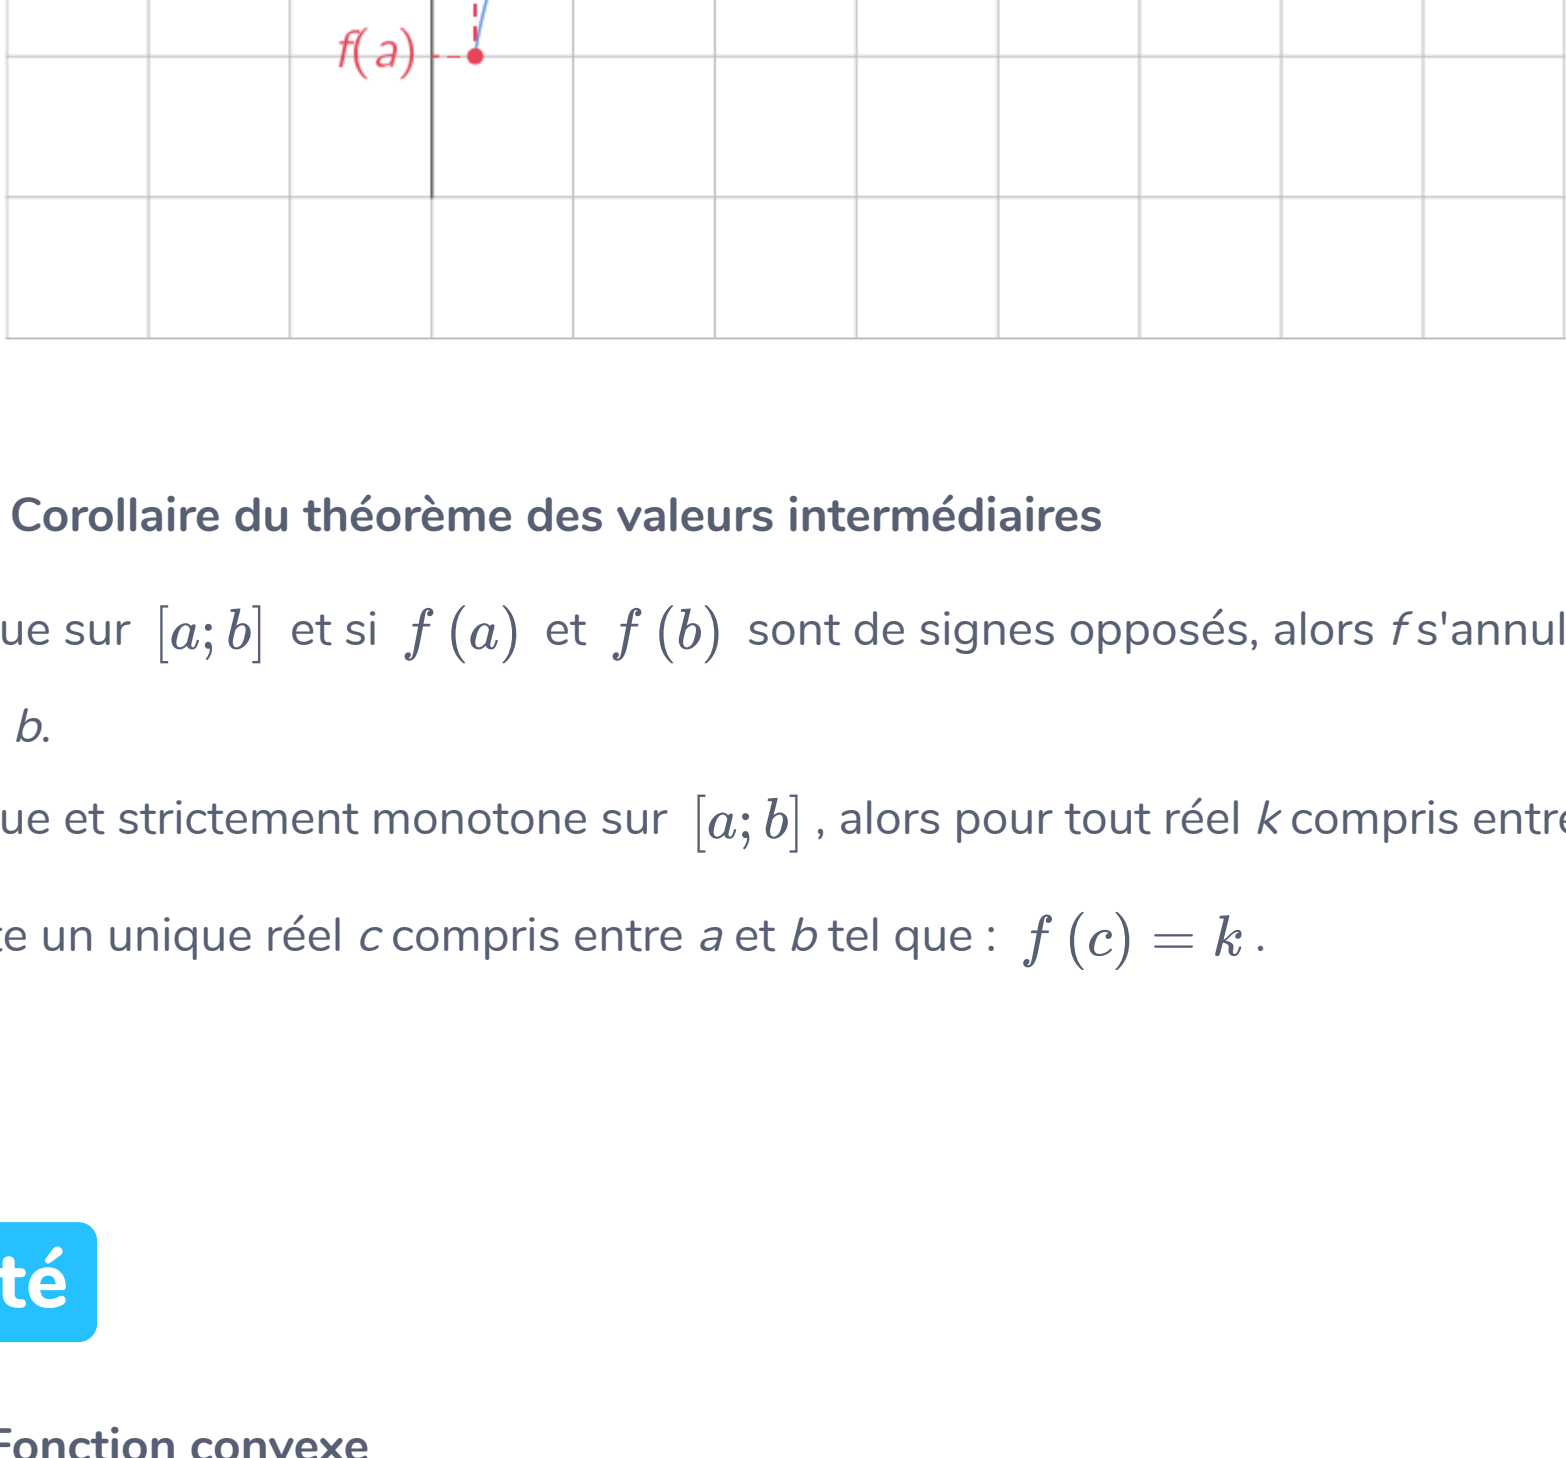 f(a)
Corollaire du théorème des valeurs intermédiaires
ue sur [a; b] et si f (a) et f (b) sont de signes opposés, alors f s'annul
b.
ue et strictement monotone sur [a; b] , alors pour tout réel k compris entre
te un unique réel c compris entre a et b tel que : f (c) = k .
té
Fonction convexe